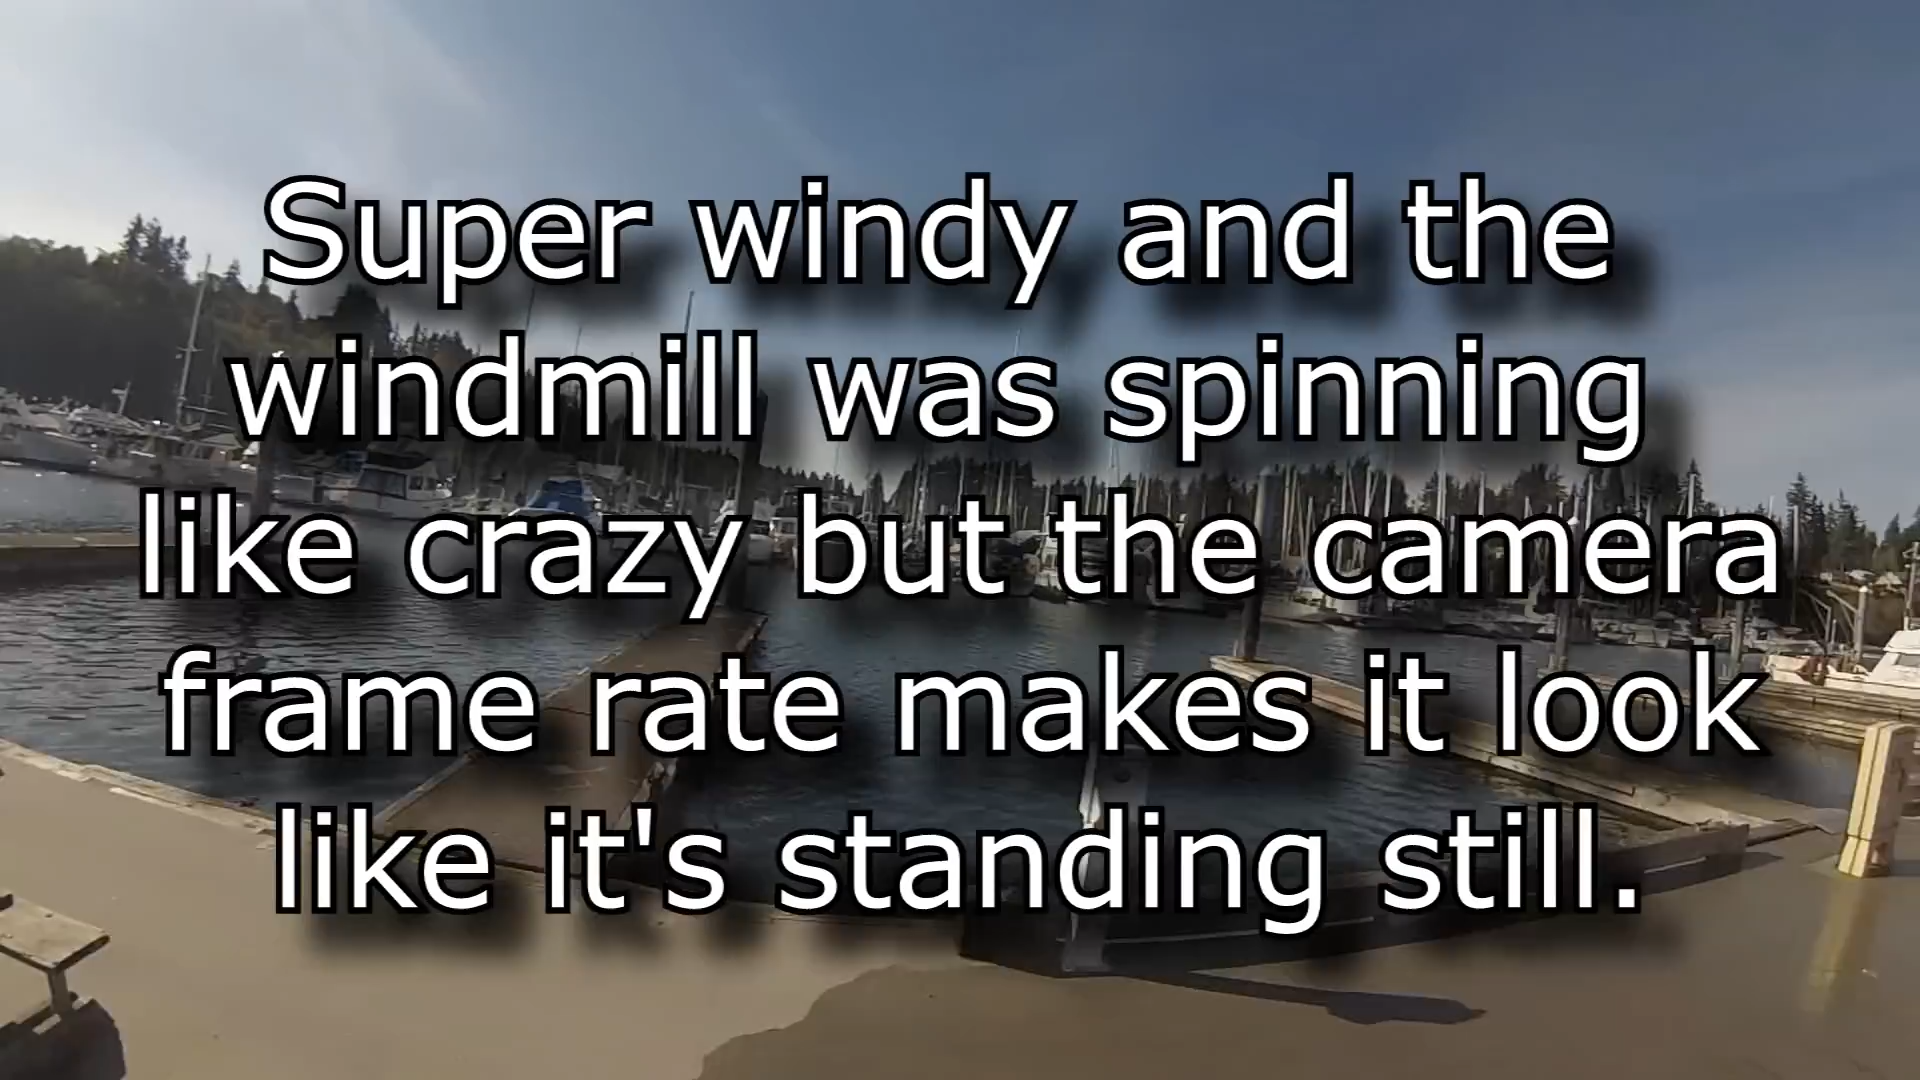 Super windy and the
windmill was spinning
like crazy but the camera
frame rate makes it look
like it's standing still.